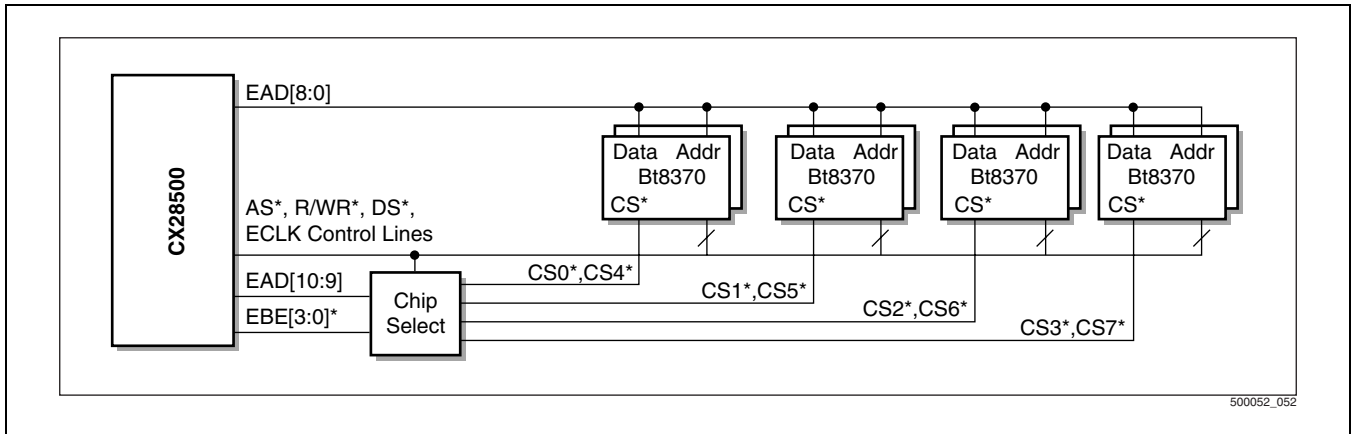 CX28500
EAD[8:0]
AS*, R/WR*, DS*,
ECLK Control Lines
EAD[10:9]
EBE[3:0]*
Chip
Select
Data Addr
Bt8370
CS*
Data Addr
Bt8370
CS*
Data Addr
Bt8370
CS*
Data Addr
Bt8370
CS*
CS0*,CS4*
CS1*,CS5*
CS2*,CS6*
CS3*,CS7*
500052_052